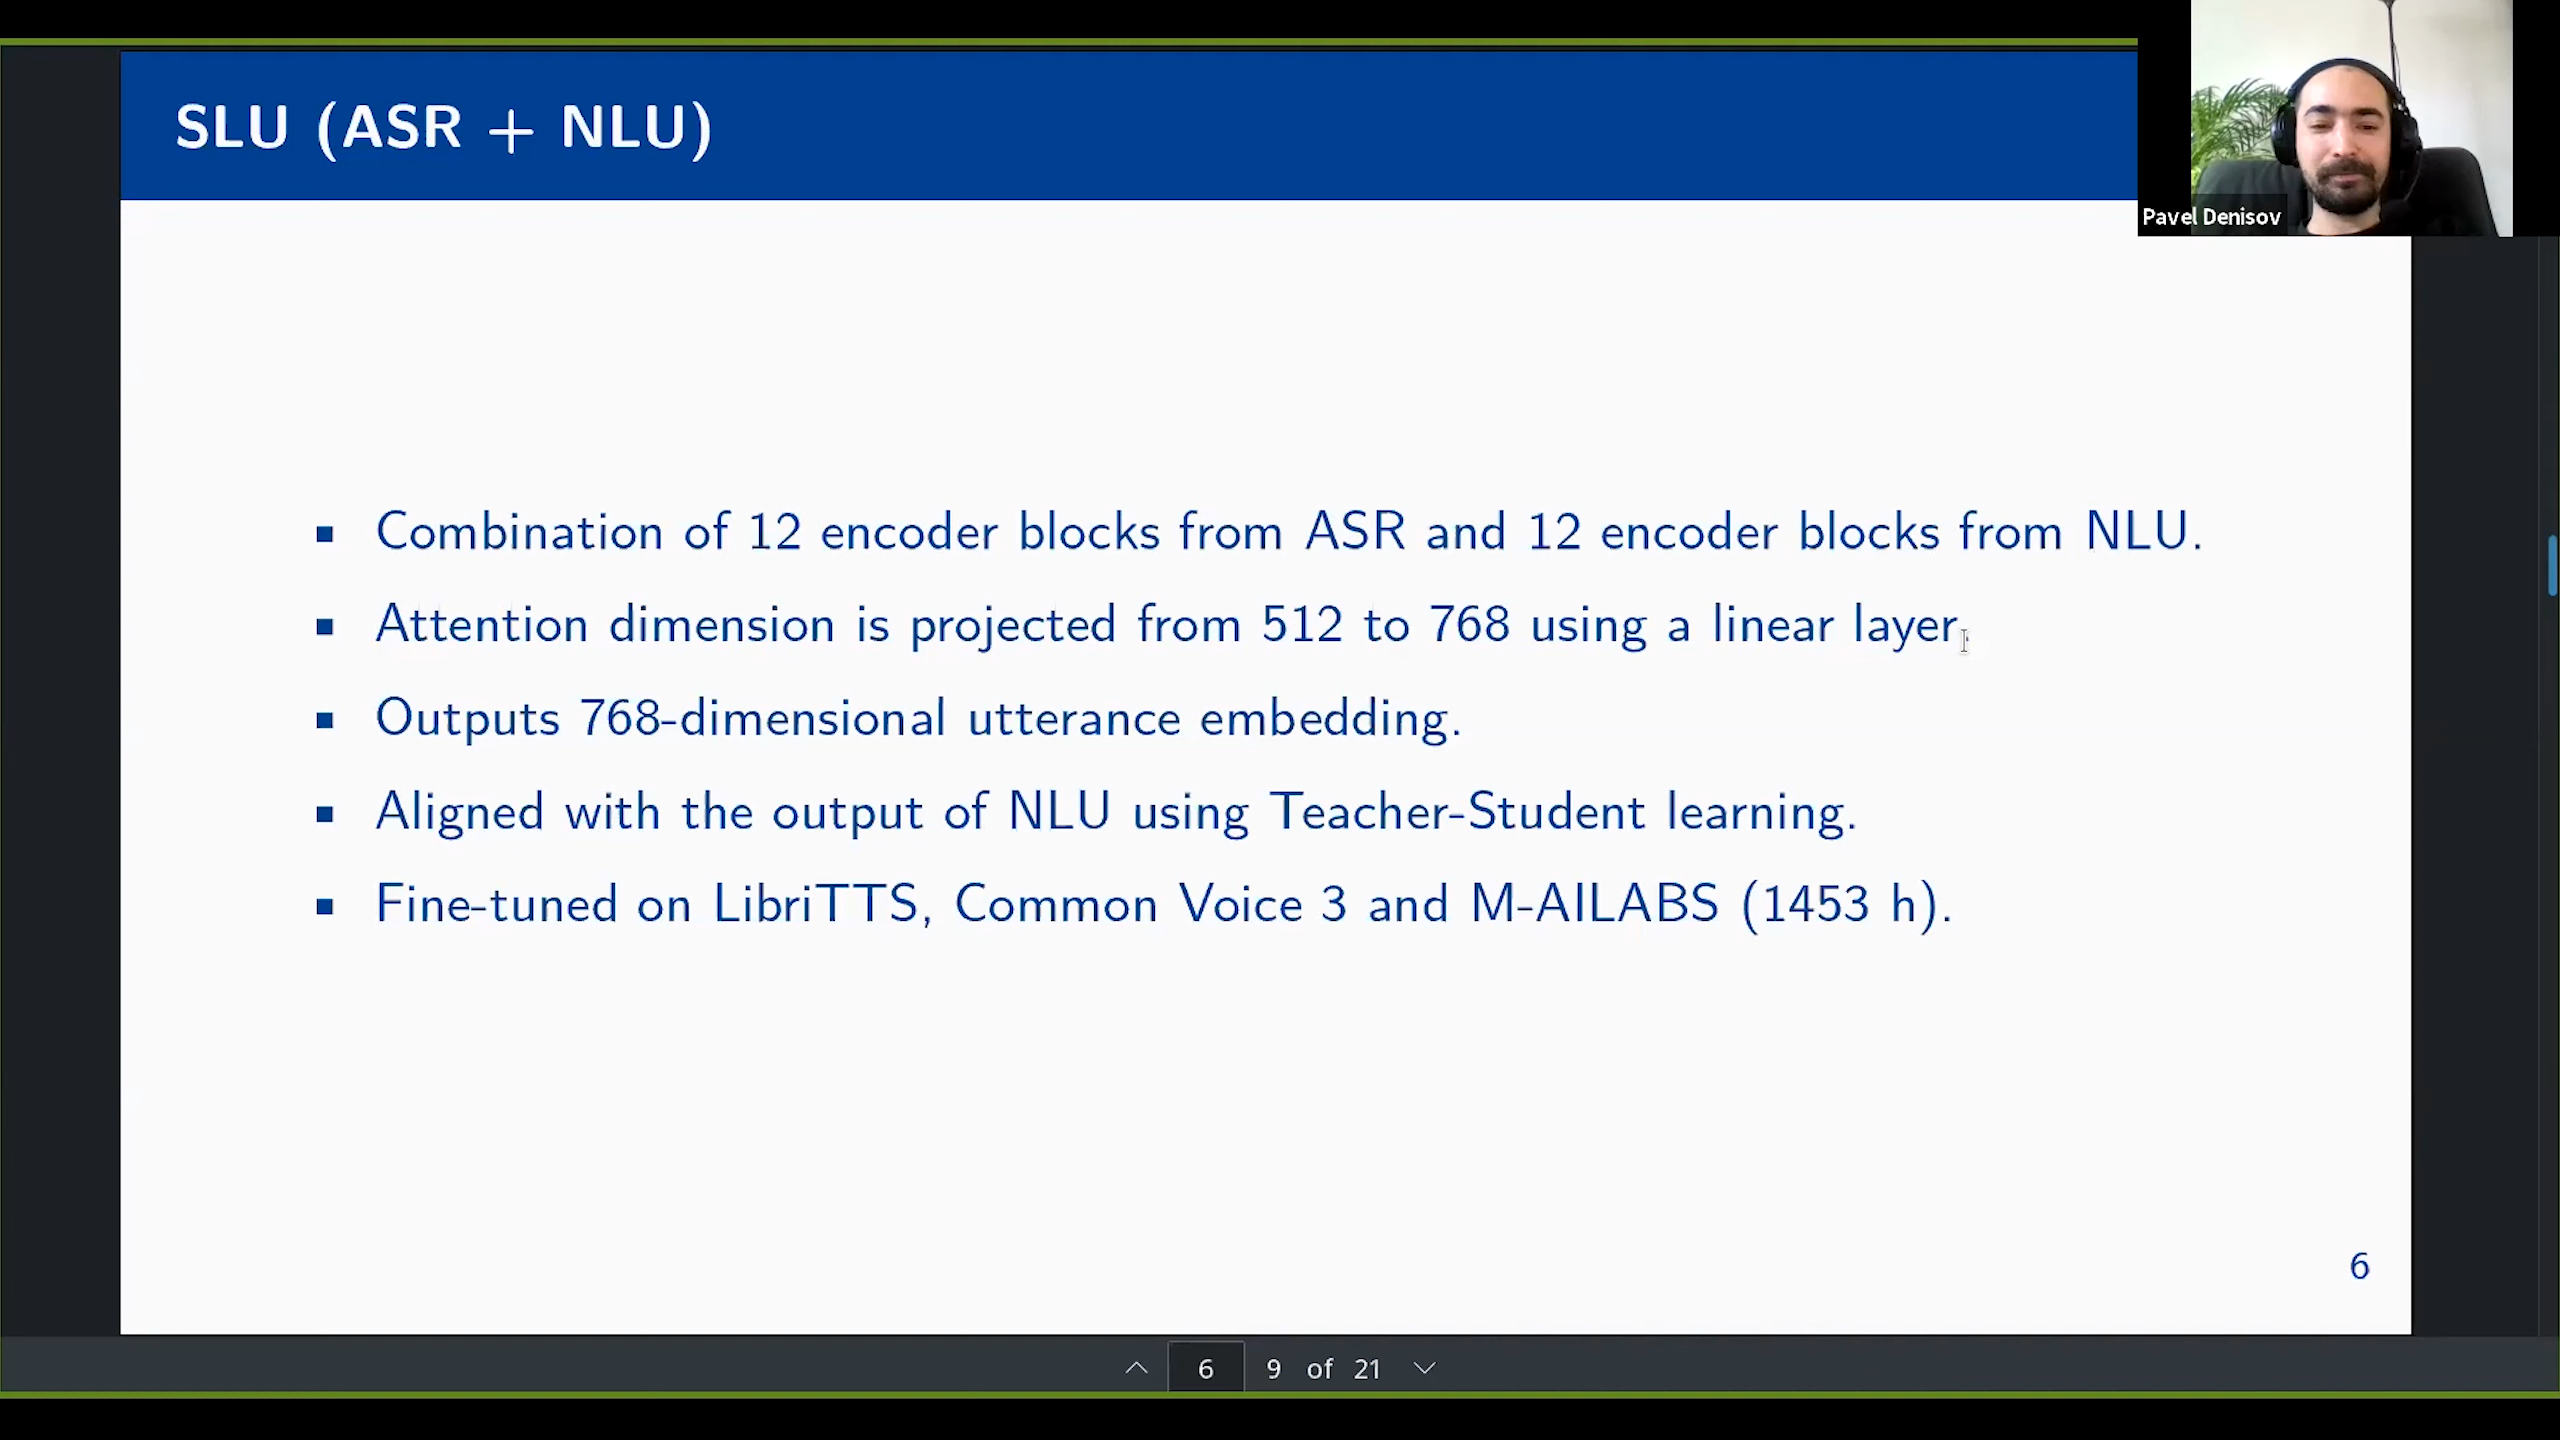 SLU (ASR + NLU)
Pavel Denisov
▪ Combination of 12 encoder blocks from ASR and 12 encoder blocks from NLU.
▪ Attention dimension is projected from 512 to 768 using a linear layer.
▪ Outputs 768-dimensional utterance embedding.
▪ Aligned with the output of NLU using Teacher-Student learning.
▪ Fine-tuned on LibriTTS, Common Voice 3 and M-AILABS (1453 h).
6
6 9 of 21